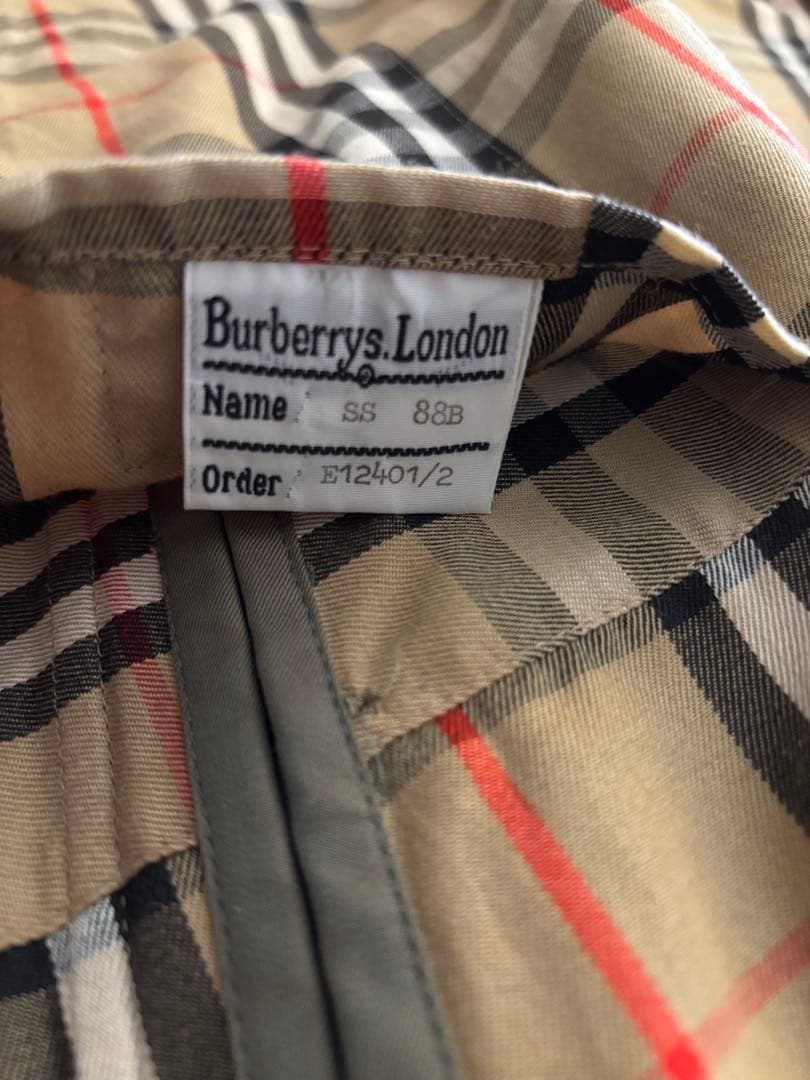 Burberrys.London
Name : SS 88B
Order : E12401/2